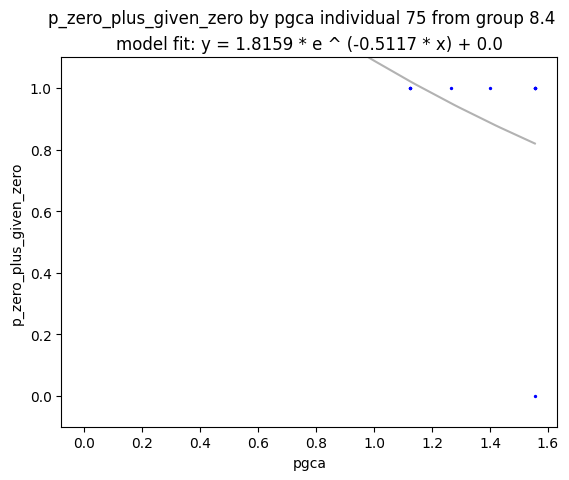 p_zero_plus_given_zero by pgca individual 75 from group 8.4
model fit: y = 1.8159 * e ^ (-0.5117 * x) + 0.0
1.0
0.8
0.6
0.4
0.2
0.0
p_zero_plus_given_zero
0.0 0.2 0.4 0.6 0.8 1.0 1.2 1.4 1.6
pgca